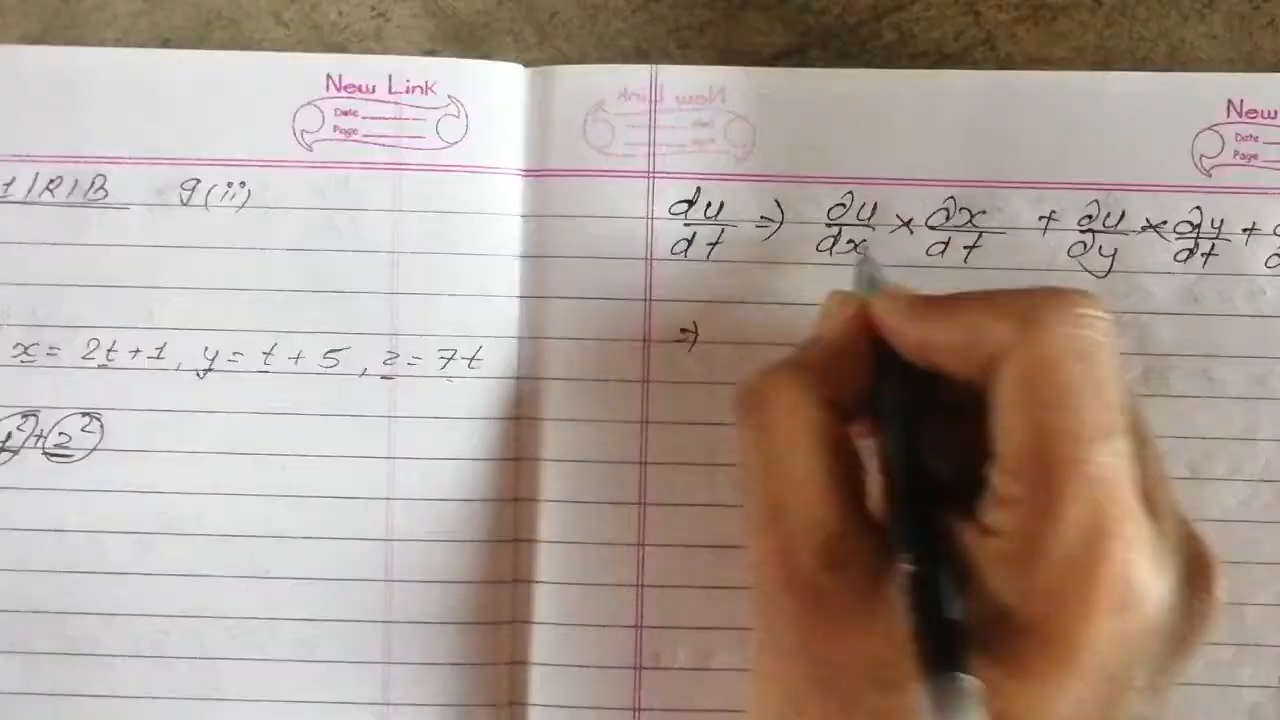 New Link
Date
Page
1/R/B 9(ii)
x = 2t+1, y = t + 5, z = 7t
²+z²
New Link
New
Date
Page
du/dt ⇒ ∂u/dx × ∂x/dt + ∂u/∂y × ∂y/dt +
⇒